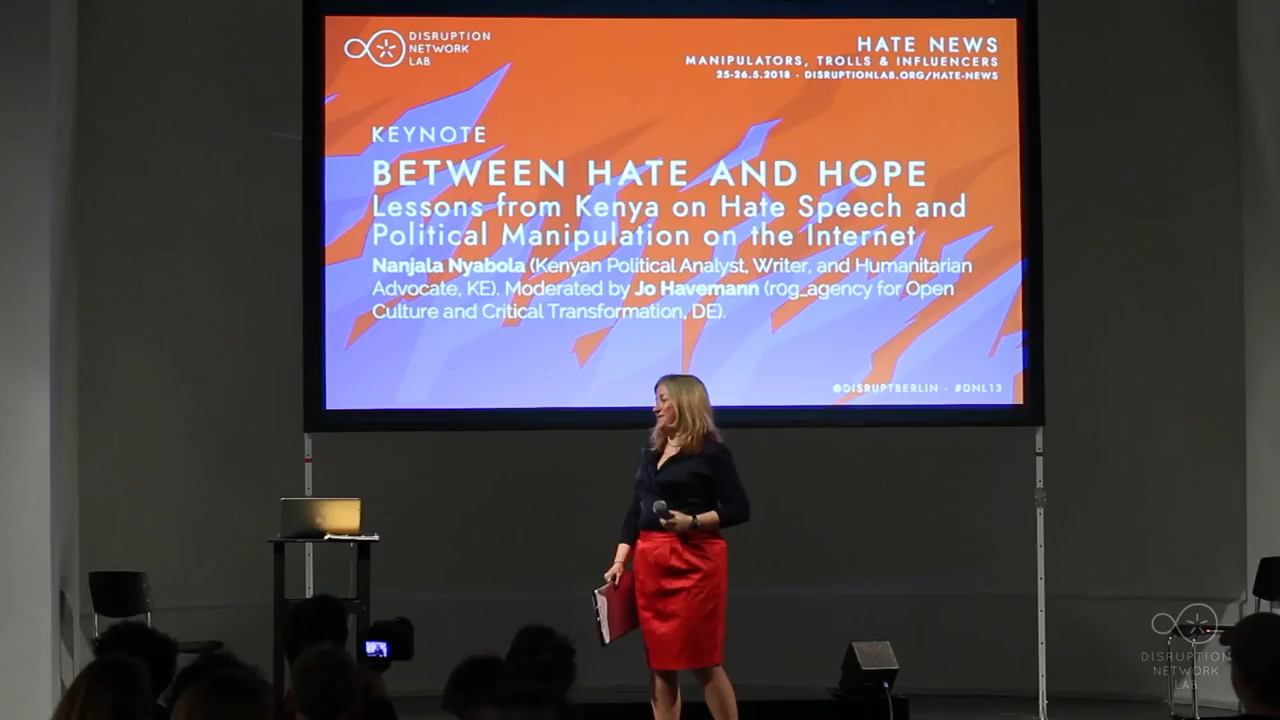 DISRUPTION
NETWORK
LAB
HATE NEWS
MANIPULATORS, TROLLS & INFLUENCERS
25-26.5.2018 · DISRUPTIONLAB.ORG/HATE-NEWS
KEYNOTE
BETWEEN HATE AND HOPE
Lessons from Kenya on Hate Speech and
Political Manipulation on the Internet
Nanjala Nyabola (Kenyan Political Analyst, Writer, and Humanitarian
Advocate, KE). Moderated by Jo Havemann (r0g_agency for Open
Culture and Critical Transformation, DE).
@DISRUPTBERLIN · #DNL13
DISRUPTION
NETWORK
LAB